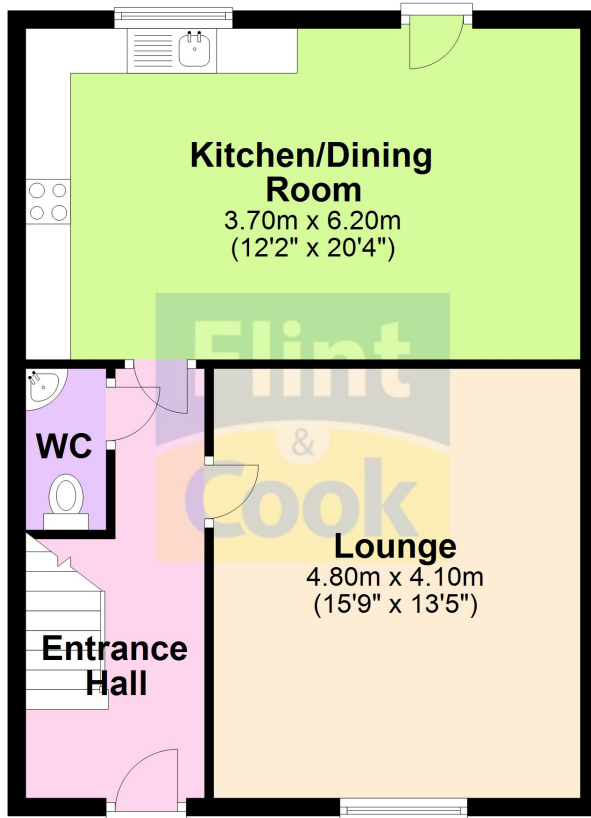 Kitchen/Dining
Room
3.70m x 6.20m
(12'2" x 20'4")
Flint
&
Cook
WC
Lounge
4.80m x 4.10m
(15'9" x 13'5")
Entrance
Hall